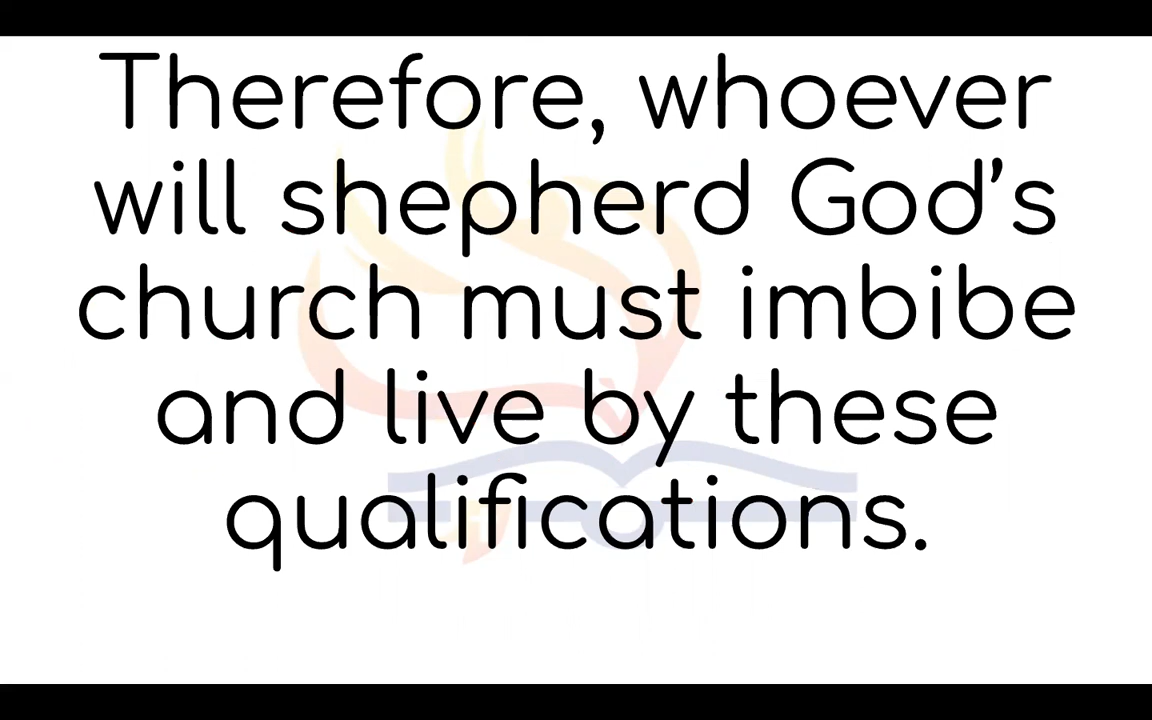 Therefore, whoever
will shepherd God’s
church must imbibe
and live by these
qualifications.